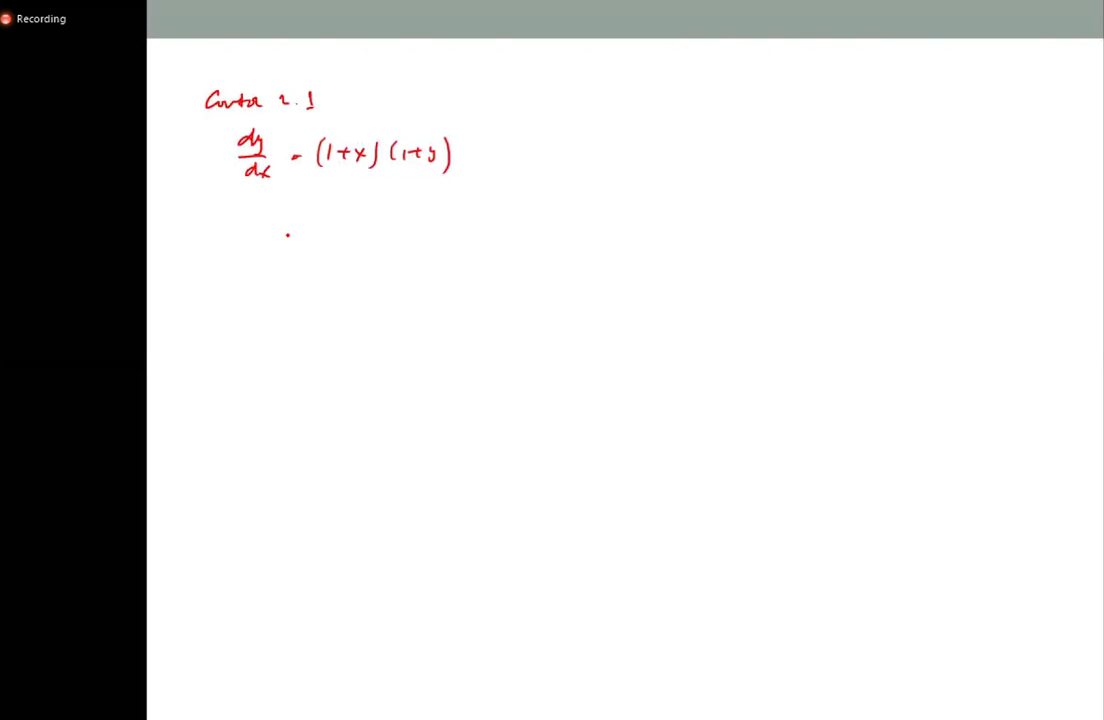 Recording
Contoh 2.1
dy/dx = (1+x)(1+y)